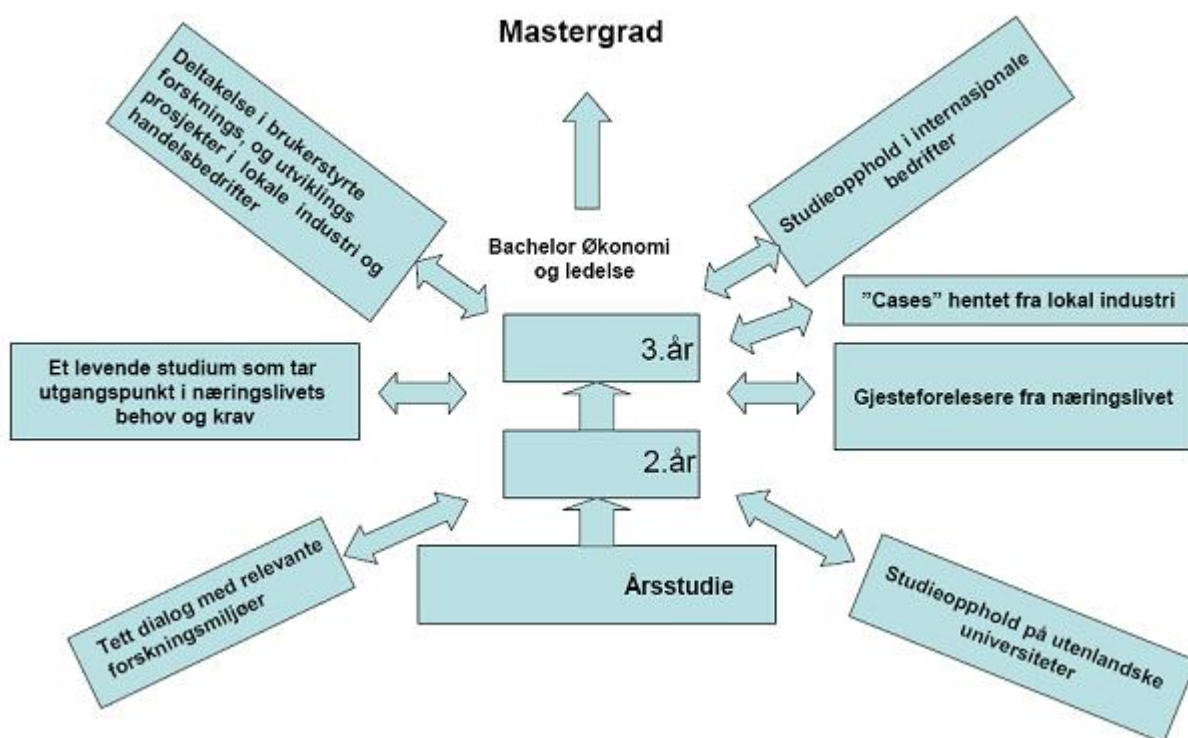 Mastergrad
Deltakelse i brukerstyrte
forsknings, og utviklings
prosjekter i lokale industri og
handelsbedrifter
Studieopphold i internasjonale
bedrifter
Bachelor Økonomi
og ledelse
"Cases" hentet fra lokal industri
3.år
Et levende studium som tar
utgangspunkt i næringslivets
behov og krav
Gjesteforelesere fra næringslivet
2.år
Tett dialog med relevante
forskningsmiljøer
Årsstudie
Studieopphold på utenlandske
universiteter